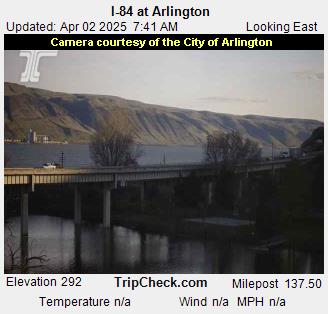 I-84 at Arlington
Updated: Apr 02 2025 7:41 AM Looking East
Camera courtesy of the City of Arlington
Elevation 292 TripCheck.com Milepost 137.50
Temperature n/a Wind n/a MPH n/a